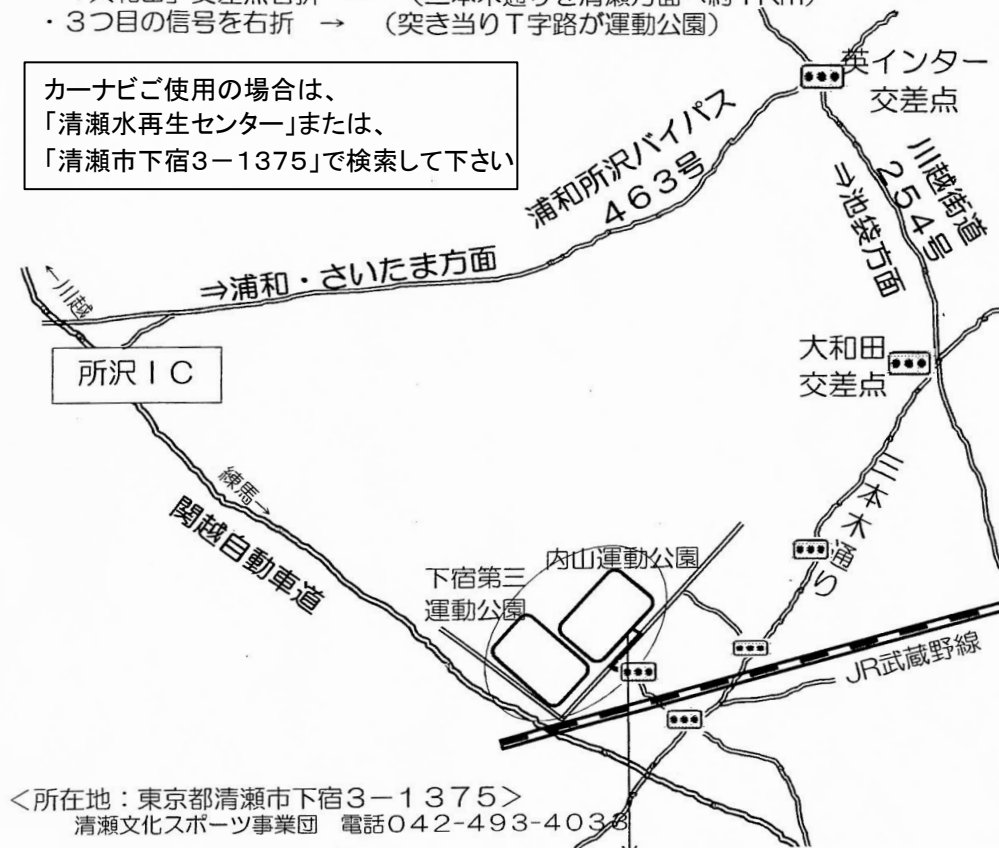 ・３つ目の信号を右折　→　（突き当りＴ字路が運動公園）
カーナビご使用の場合は、
「清瀬水再生センター」または、
「清瀬市下宿３－１３７５」で検索して下さい
英インター
交差点
浦和所沢バイパス
４６３号
川越街道
２５４号
⇒池袋方面
⇒浦和・さいたま方面
←川越
所沢ＩＣ
大和田
交差点
三本木通り
練馬→
関越自動車道
内山運動公園
下宿第三
運動公園
JR武蔵野線
＜所在地：東京都清瀬市下宿３－１３７５＞
清瀬文化スポーツ事業団　電話０４２-４９３-４０３８